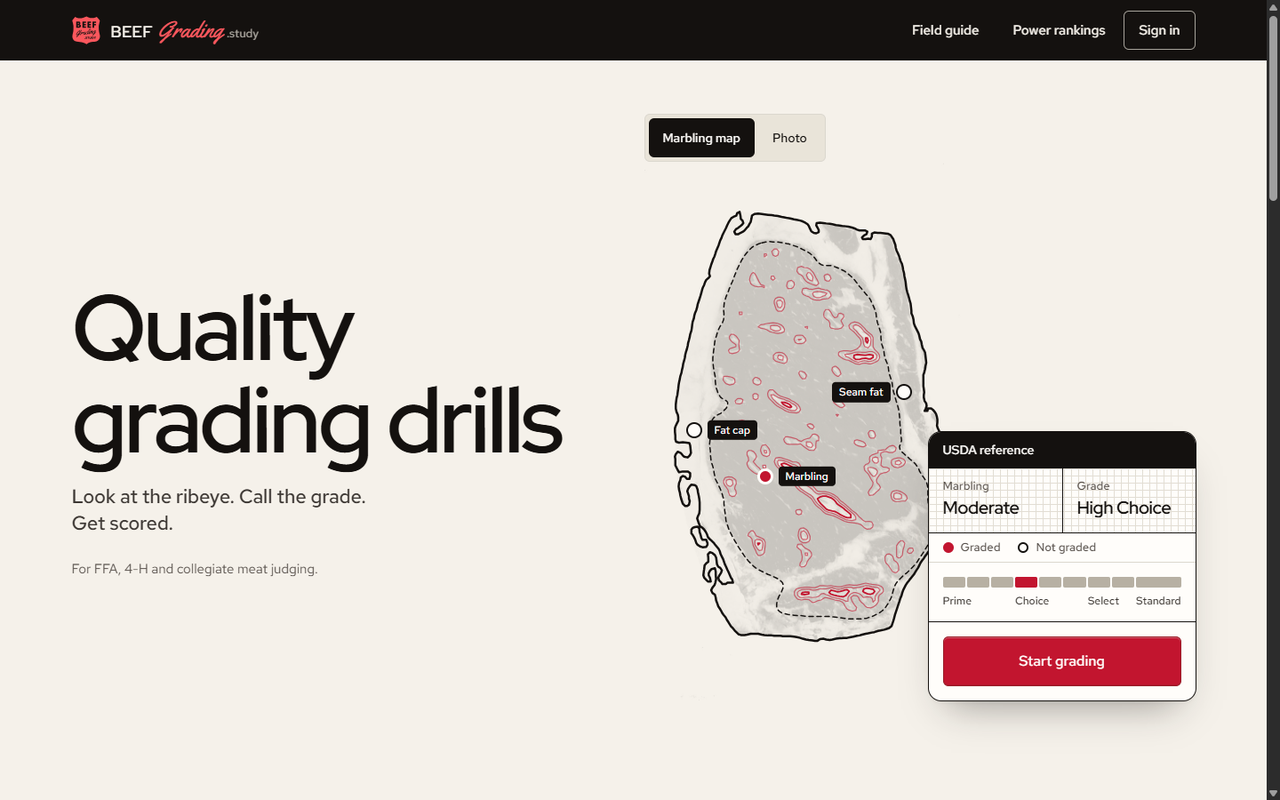 BEEF Grading .study
Field guide
Power rankings
Sign in
Marbling map
Photo
Quality
grading drills
Look at the ribeye. Call the grade.
Get scored.
For FFA, 4-H and collegiate meat judging.
Seam fat
Fat cap
Marbling
USDA reference
Marbling
Moderate
Grade
High Choice
Graded
Not graded
Prime
Choice
Select
Standard
Start grading